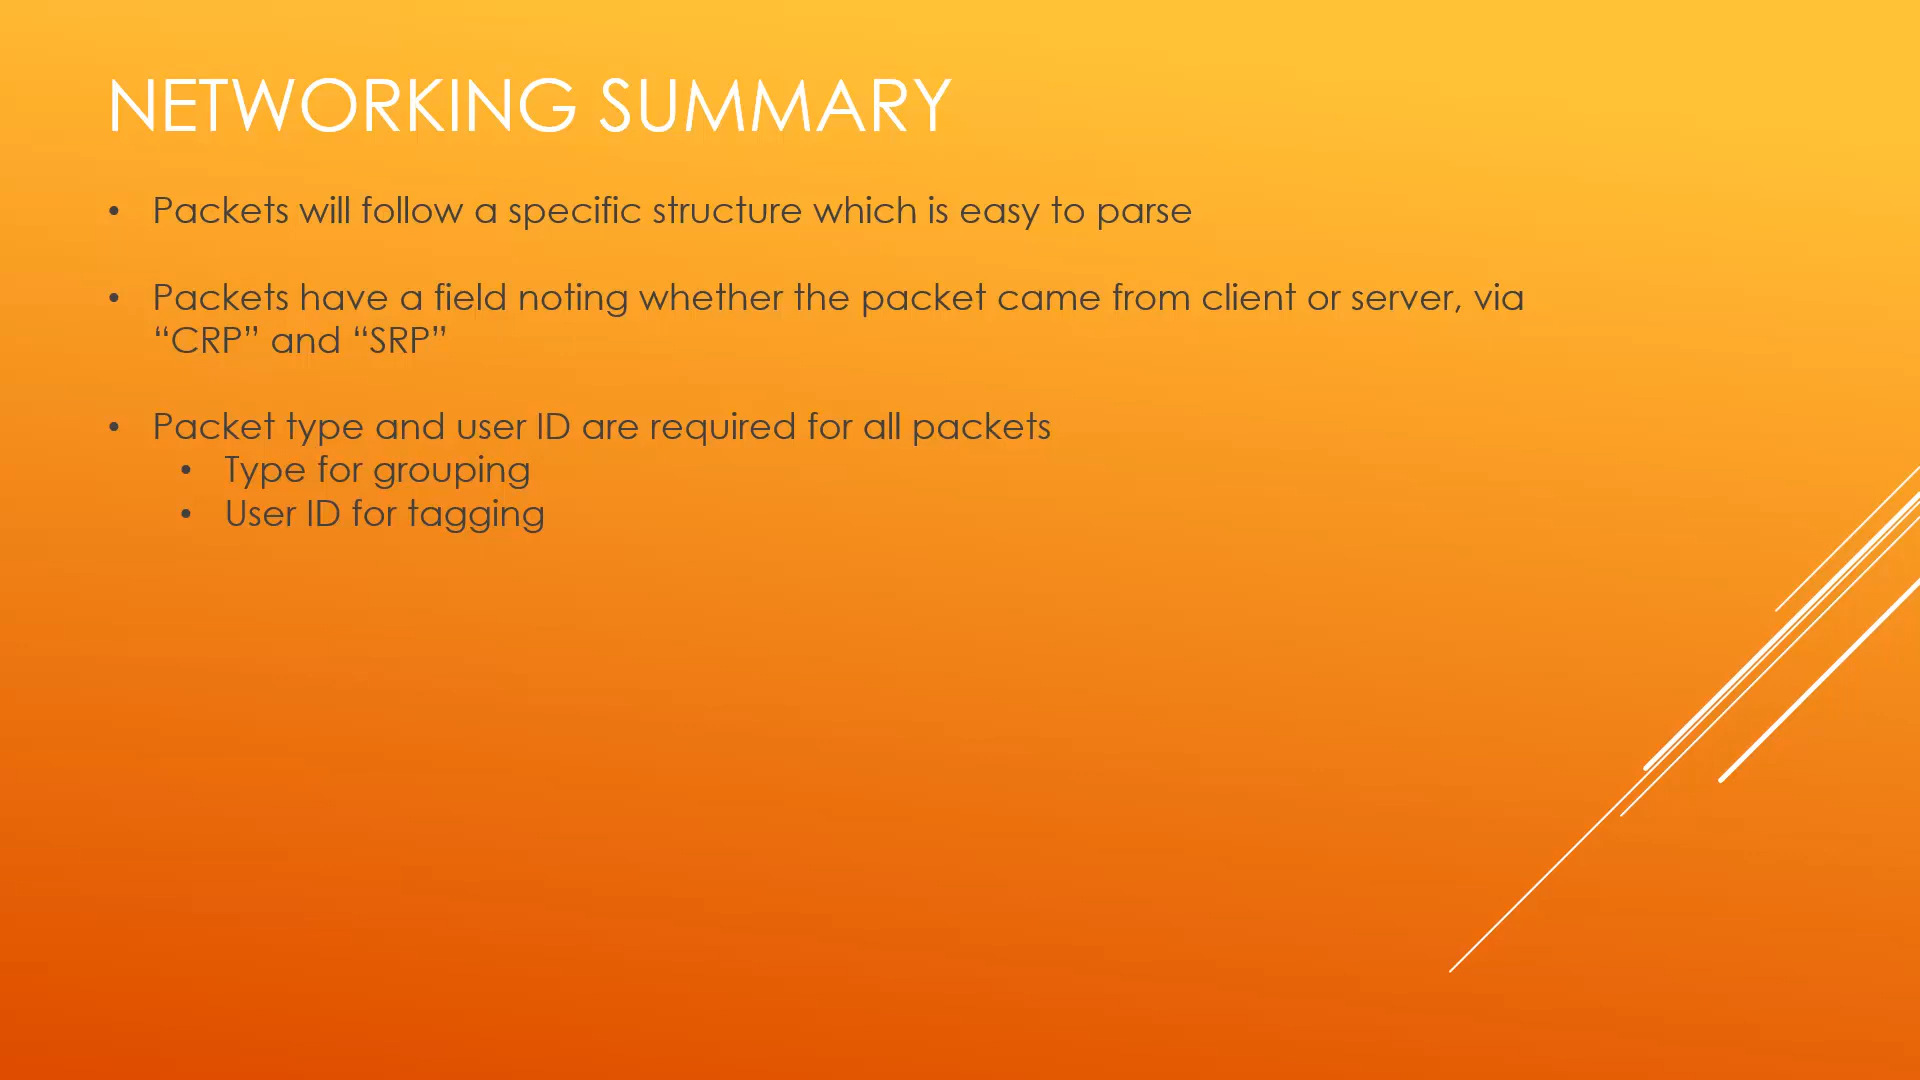 NETWORKING SUMMARY
• Packets will follow a specific structure which is easy to parse
• Packets have a field noting whether the packet came from client or server, via
“CRP” and “SRP”
• Packet type and user ID are required for all packets
• Type for grouping
• User ID for tagging